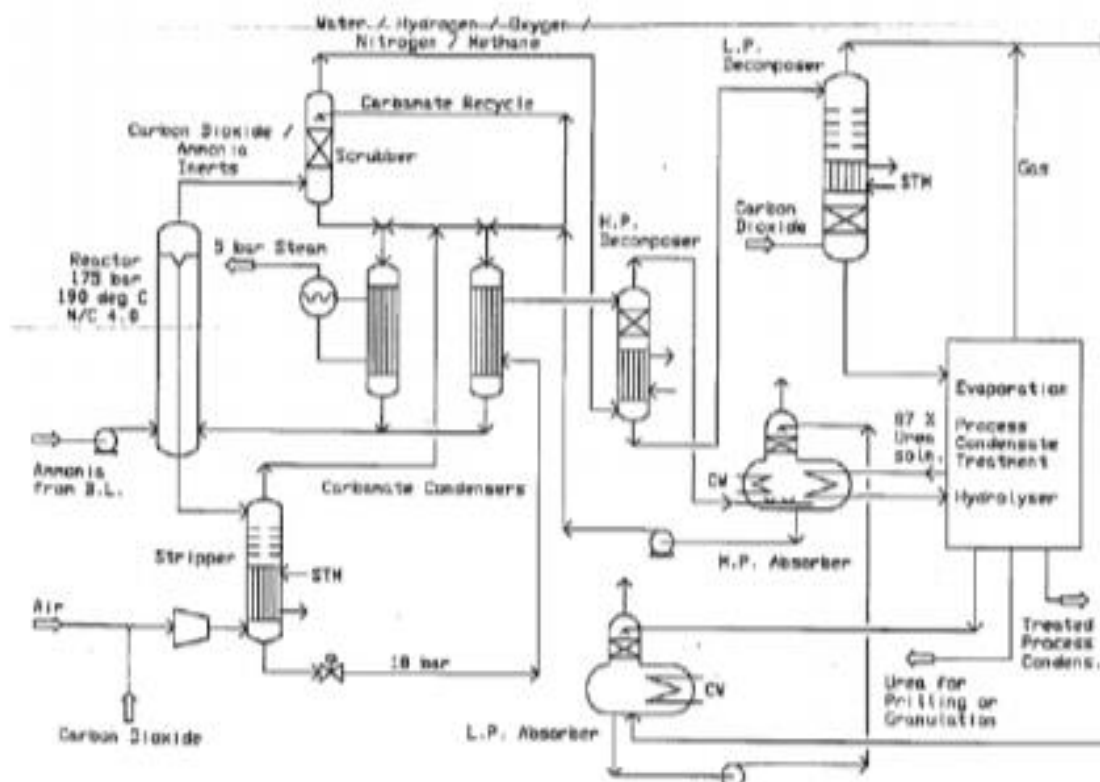 Water / Hydrogen / Oxygen /
Nitrogen / Methane
L.P.
Decomposer
Carbamate Recycle
Carbon Dioxide /
Ammonia
Inerts
Scrubber
Gas
STM
Carbon
Dioxide
H.P.
Decomposer
5 bar Steam
Reactor
175 bar
190 deg C
N/C 4.0
Evaporation
Process
Condensate
Treatment
Hydrolyser
67 %
Urea
soln.
CW
Ammonia
from B.L.
Carbamate Condensers
Stripper
STM
H.P. Absorber
Air
18 bar
Treated
Process
Condens.
CW
Urea for
Prilling or
Granulation
Carbon Dioxide
L.P. Absorber